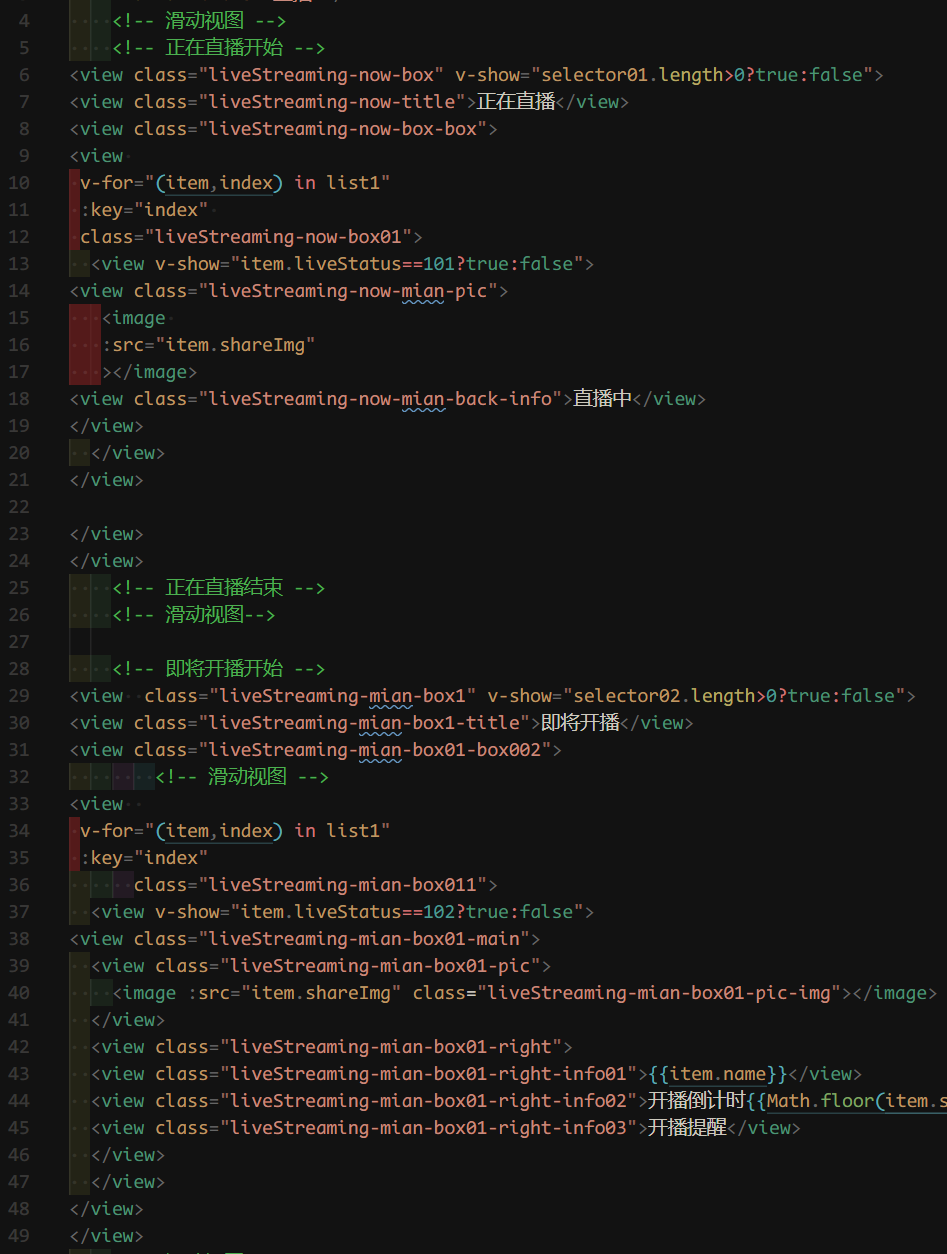 4 <!-- 滑动视图 -->
5 <!-- 正在直播开始 -->
6 <view class="liveStreaming-now-box" v-show="selector01.length>0?true:false">
7 <view class="liveStreaming-now-title">正在直播</view>
8 <view class="liveStreaming-now-box-box">
9 <view
10 v-for="(item,index) in list1"
11 :key="index"
12 class="liveStreaming-now-box01">
13 <view v-show="item.liveStatus==101?true:false">
14 <view class="liveStreaming-now-mian-pic">
15 <image
16 :src="item.shareImg"
17 ></image>
18 <view class="liveStreaming-now-mian-back-info">直播中</view>
19 </view>
20 </view>
21 </view>
22
23 </view>
24 </view>
25 <!-- 正在直播结束 -->
26 <!-- 滑动视图-->
27
28 <!-- 即将开播开始 -->
29 <view  class="liveStreaming-mian-box1" v-show="selector02.length>0?true:false">
30 <view class="liveStreaming-mian-box1-title">即将开播</view>
31 <view class="liveStreaming-mian-box01-box002">
32 <!-- 滑动视图 -->
33 <view
34 v-for="(item,index) in list1"
35 :key="index"
36 class="liveStreaming-mian-box011">
37 <view v-show="item.liveStatus==102?true:false">
38 <view class="liveStreaming-mian-box01-main">
39 <view class="liveStreaming-mian-box01-pic">
40 <image :src="item.shareImg" class="liveStreaming-mian-box01-pic-img"></image>
41 </view>
42 <view class="liveStreaming-mian-box01-right">
43 <view class="liveStreaming-mian-box01-right-info01">{{item.name}}</view>
44 <view class="liveStreaming-mian-box01-right-info02">开播倒计时{{Math.floor(item.s
45 <view class="liveStreaming-mian-box01-right-info03">开播提醒</view>
46 </view>
47 </view>
48 </view>
49 </view>